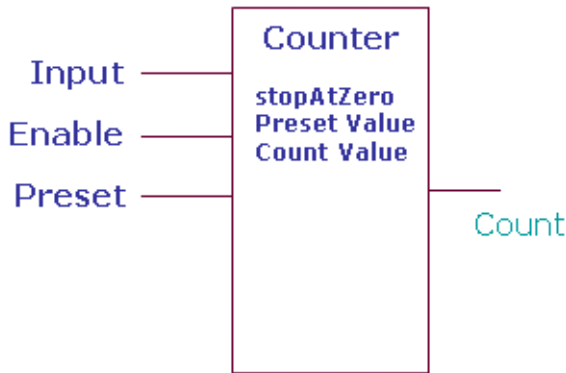 Counter
Input
stopAtZero
Preset Value
Enable
Count Value
Preset
Count